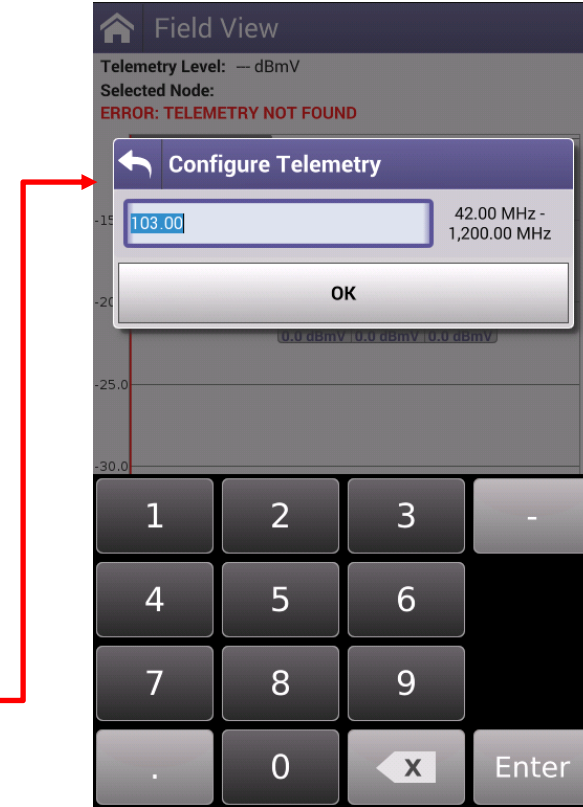 Field View
Telemetry Level: --- dBmV
Selected Node:
ERROR: TELEMETRY NOT FOUND
Configure Telemetry
103.00
42.00 MHz -
1,200.00 MHz
OK
0.0 dBmV 0.0 dBmV 0.0 dBmV
-25.0
-30.0
1 2 3 -
4 5 6
7 8 9
. 0 X Enter